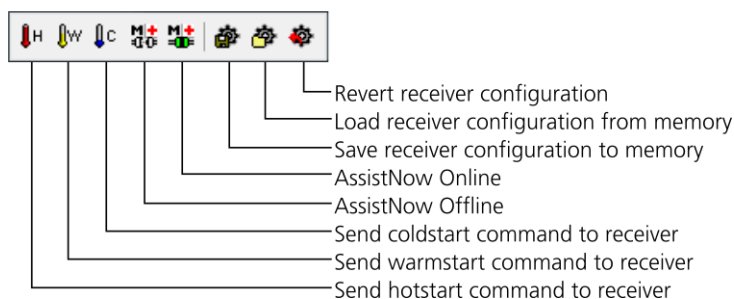 H W C M M
Revert receiver configuration
Load receiver configuration from memory
Save receiver configuration to memory
AssistNow Online
AssistNow Offline
Send coldstart command to receiver
Send warmstart command to receiver
Send hotstart command to receiver